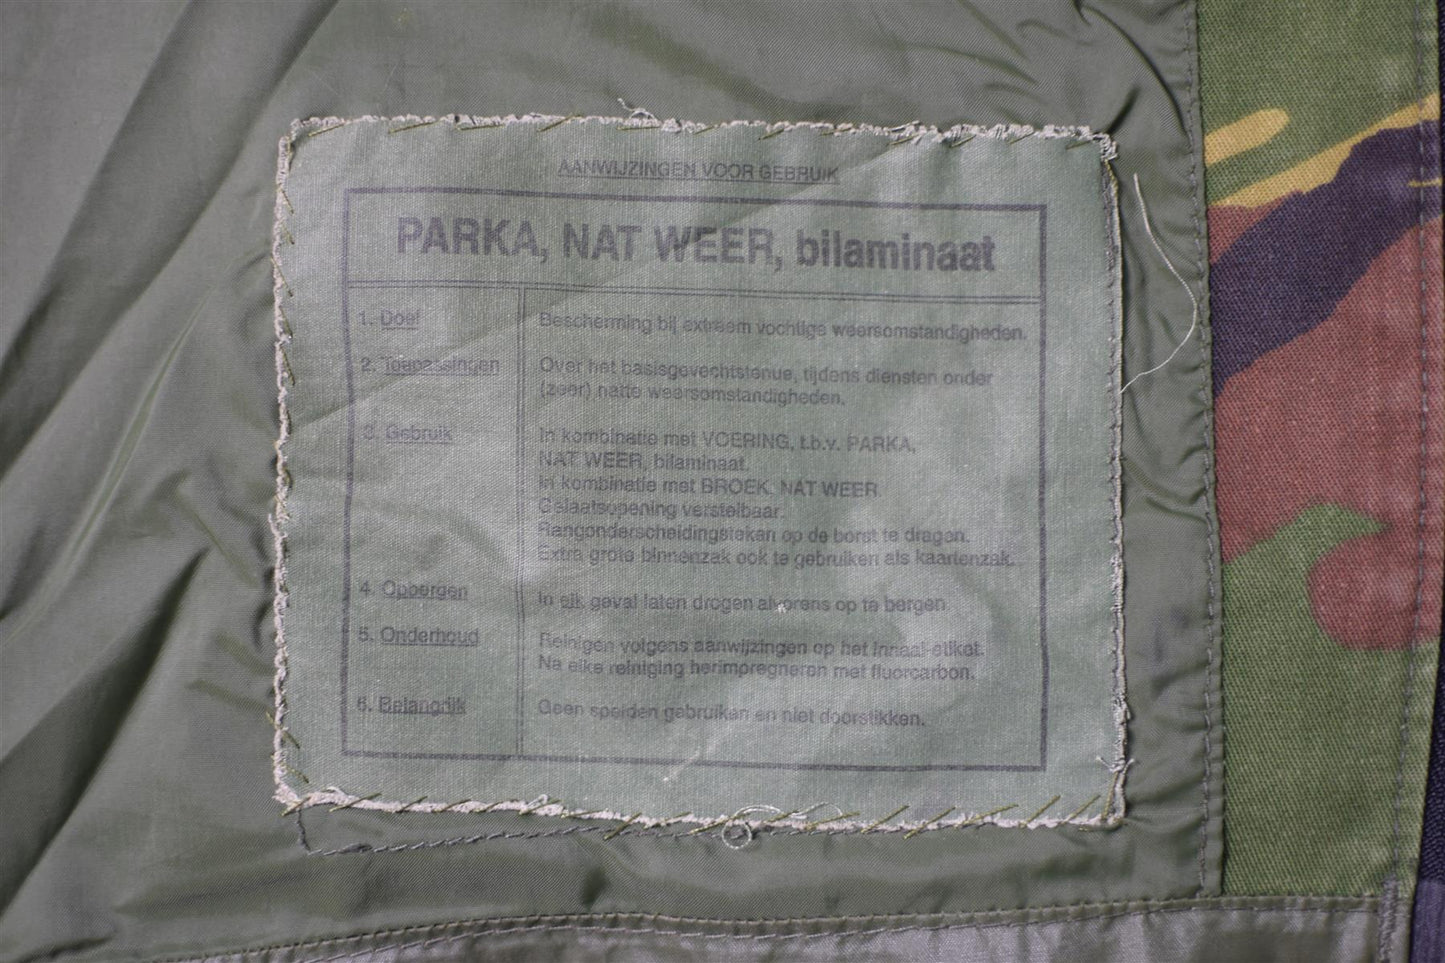 AANWIJZINGEN VOOR GEBRUIK
PARKA, NAT WEER, bilaminaat
1. Doel
Bescherming bij extreem vochtige weersomstandigheden.
2. Toepassingen
Over het basisgevechtstenue, tijdens diensten onder
(zeer) natte weersomstandigheden.
3. Gebruik
In kombinatie met VOERING, t.b.v. PARKA,
NAT WEER, bilaminaat.
In kombinatie met BROEK, NAT WEER.
Gelaatsopening verstelbaar.
Rangonderscheidingsteken op de borst te dragen.
Extra grote binnenzak ook te gebruiken als kaartenzak.
4. Opbergen
In elk geval laten drogen alvorens op te bergen.
5. Onderhoud
Reinigen volgens aanwijzingen op het innaai-etiket.
Na elke reiniging herimpregneren met fluorcarbon.
6. Belangrijk
Geen spelden gebruiken en niet doorstikken.